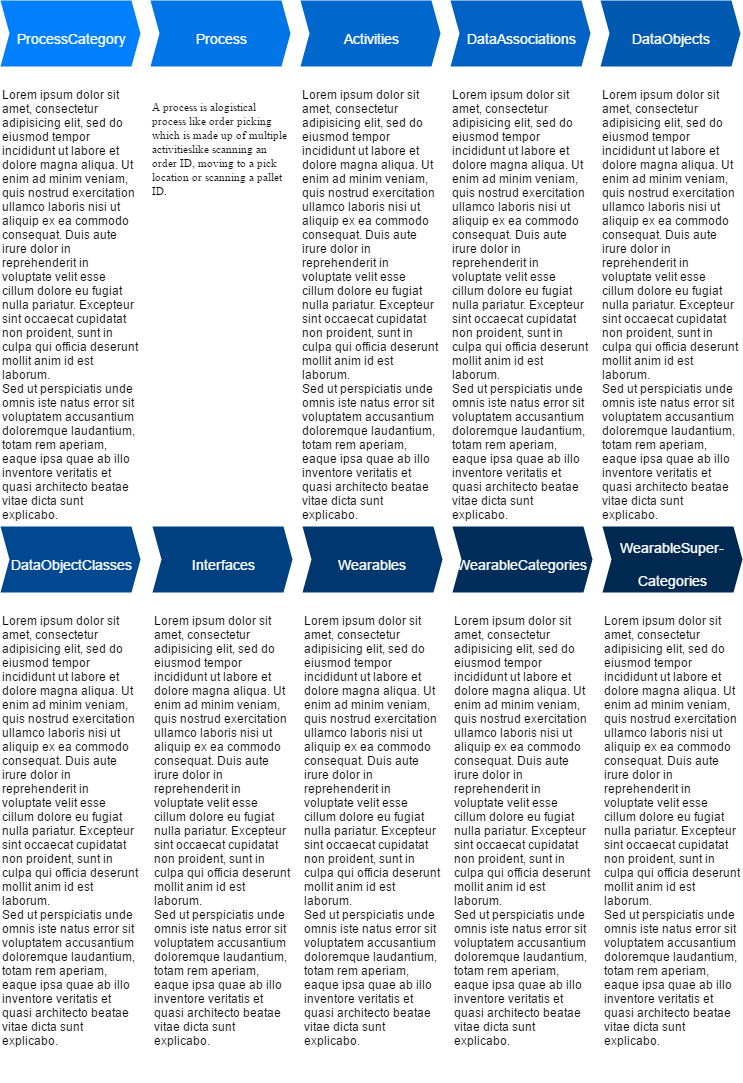 ProcessCategory
Process
Activities
DataAssociations
DataObjects
Lorem ipsum dolor sit
amet, consectetur
adipisicing elit, sed do
eiusmod tempor
incididunt ut labore et
dolore magna aliqua. Ut
enim ad minim veniam,
quis nostrud exercitation
ullamco laboris nisi ut
aliquip ex ea commodo
consequat. Duis aute
irure dolor in
reprehenderit in
voluptate velit esse
cillum dolore eu fugiat
nulla pariatur. Excepteur
sint occaecat cupidatat
non proident, sunt in
culpa qui officia deserunt
mollit anim id est
laborum.
Sed ut perspiciatis unde
omnis iste natus error sit
voluptatem accusantium
doloremque laudantium,
totam rem aperiam,
eaque ipsa quae ab illo
inventore veritatis et
quasi architecto beatae
vitae dicta sunt
explicabo.
A process is alogistical
process like order picking
which is made up of multiple
activitieslike scanning an
order ID, moving to a pick
location or scanning a pallet
ID.
Lorem ipsum dolor sit
amet, consectetur
adipisicing elit, sed do
eiusmod tempor
incididunt ut labore et
dolore magna aliqua. Ut
enim ad minim veniam,
quis nostrud exercitation
ullamco laboris nisi ut
aliquip ex ea commodo
consequat. Duis aute
irure dolor in
reprehenderit in
voluptate velit esse
cillum dolore eu fugiat
nulla pariatur. Excepteur
sint occaecat cupidatat
non proident, sunt in
culpa qui officia deserunt
mollit anim id est
laborum.
Sed ut perspiciatis unde
omnis iste natus error sit
voluptatem accusantium
doloremque laudantium,
totam rem aperiam,
eaque ipsa quae ab illo
inventore veritatis et
quasi architecto beatae
vitae dicta sunt
explicabo.
Lorem ipsum dolor sit
amet, consectetur
adipisicing elit, sed do
eiusmod tempor
incididunt ut labore et
dolore magna aliqua. Ut
enim ad minim veniam,
quis nostrud exercitation
ullamco laboris nisi ut
aliquip ex ea commodo
consequat. Duis aute
irure dolor in
reprehenderit in
voluptate velit esse
cillum dolore eu fugiat
nulla pariatur. Excepteur
sint occaecat cupidatat
non proident, sunt in
culpa qui officia deserunt
mollit anim id est
laborum.
Sed ut perspiciatis unde
omnis iste natus error sit
voluptatem accusantium
doloremque laudantium,
totam rem aperiam,
eaque ipsa quae ab illo
inventore veritatis et
quasi architecto beatae
vitae dicta sunt
explicabo.
Lorem ipsum dolor sit
amet, consectetur
adipisicing elit, sed do
eiusmod tempor
incididunt ut labore et
dolore magna aliqua. Ut
enim ad minim veniam,
quis nostrud exercitation
ullamco laboris nisi ut
aliquip ex ea commodo
consequat. Duis aute
irure dolor in
reprehenderit in
voluptate velit esse
cillum dolore eu fugiat
nulla pariatur. Excepteur
sint occaecat cupidatat
non proident, sunt in
culpa qui officia deserunt
mollit anim id est
laborum.
Sed ut perspiciatis unde
omnis iste natus error sit
voluptatem accusantium
doloremque laudantium,
totam rem aperiam,
eaque ipsa quae ab illo
inventore veritatis et
quasi architecto beatae
vitae dicta sunt
explicabo.
DataObjectClasses
Interfaces
Wearables
WearableCategories
WearableSuper-
Categories
Lorem ipsum dolor sit
amet, consectetur
adipisicing elit, sed do
eiusmod tempor
incididunt ut labore et
dolore magna aliqua. Ut
enim ad minim veniam,
quis nostrud exercitation
ullamco laboris nisi ut
aliquip ex ea commodo
consequat. Duis aute
irure dolor in
reprehenderit in
voluptate velit esse
cillum dolore eu fugiat
nulla pariatur. Excepteur
sint occaecat cupidatat
non proident, sunt in
culpa qui officia deserunt
mollit anim id est
laborum.
Sed ut perspiciatis unde
omnis iste natus error sit
voluptatem accusantium
doloremque laudantium,
totam rem aperiam,
eaque ipsa quae ab illo
inventore veritatis et
quasi architecto beatae
vitae dicta sunt
explicabo.
Lorem ipsum dolor sit
amet, consectetur
adipisicing elit, sed do
eiusmod tempor
incididunt ut labore et
dolore magna aliqua. Ut
enim ad minim veniam,
quis nostrud exercitation
ullamco laboris nisi ut
aliquip ex ea commodo
consequat. Duis aute
irure dolor in
reprehenderit in
voluptate velit esse
cillum dolore eu fugiat
nulla pariatur. Excepteur
sint occaecat cupidatat
non proident, sunt in
culpa qui officia deserunt
mollit anim id est
laborum.
Sed ut perspiciatis unde
omnis iste natus error sit
voluptatem accusantium
doloremque laudantium,
totam rem aperiam,
eaque ipsa quae ab illo
inventore veritatis et
quasi architecto beatae
vitae dicta sunt
explicabo.
Lorem ipsum dolor sit
amet, consectetur
adipisicing elit, sed do
eiusmod tempor
incididunt ut labore et
dolore magna aliqua. Ut
enim ad minim veniam,
quis nostrud exercitation
ullamco laboris nisi ut
aliquip ex ea commodo
consequat. Duis aute
irure dolor in
reprehenderit in
voluptate velit esse
cillum dolore eu fugiat
nulla pariatur. Excepteur
sint occaecat cupidatat
non proident, sunt in
culpa qui officia deserunt
mollit anim id est
laborum.
Sed ut perspiciatis unde
omnis iste natus error sit
voluptatem accusantium
doloremque laudantium,
totam rem aperiam,
eaque ipsa quae ab illo
inventore veritatis et
quasi architecto beatae
vitae dicta sunt
explicabo.
Lorem ipsum dolor sit
amet, consectetur
adipisicing elit, sed do
eiusmod tempor
incididunt ut labore et
dolore magna aliqua. Ut
enim ad minim veniam,
quis nostrud exercitation
ullamco laboris nisi ut
aliquip ex ea commodo
consequat. Duis aute
irure dolor in
reprehenderit in
voluptate velit esse
cillum dolore eu fugiat
nulla pariatur. Excepteur
sint occaecat cupidatat
non proident, sunt in
culpa qui officia deserunt
mollit anim id est
laborum.
Sed ut perspiciatis unde
omnis iste natus error sit
voluptatem accusantium
doloremque laudantium,
totam rem aperiam,
eaque ipsa quae ab illo
inventore veritatis et
quasi architecto beatae
vitae dicta sunt
explicabo.
Lorem ipsum dolor sit
amet, consectetur
adipisicing elit, sed do
eiusmod tempor
incididunt ut labore et
dolore magna aliqua. Ut
enim ad minim veniam,
quis nostrud exercitation
ullamco laboris nisi ut
aliquip ex ea commodo
consequat. Duis aute
irure dolor in
reprehenderit in
voluptate velit esse
cillum dolore eu fugiat
nulla pariatur. Excepteur
sint occaecat cupidatat
non proident, sunt in
culpa qui officia deserunt
mollit anim id est
laborum.
Sed ut perspiciatis unde
omnis iste natus error sit
voluptatem accusantium
doloremque laudantium,
totam rem aperiam,
eaque ipsa quae ab illo
inventore veritatis et
quasi architecto beatae
vitae dicta sunt
explicabo.